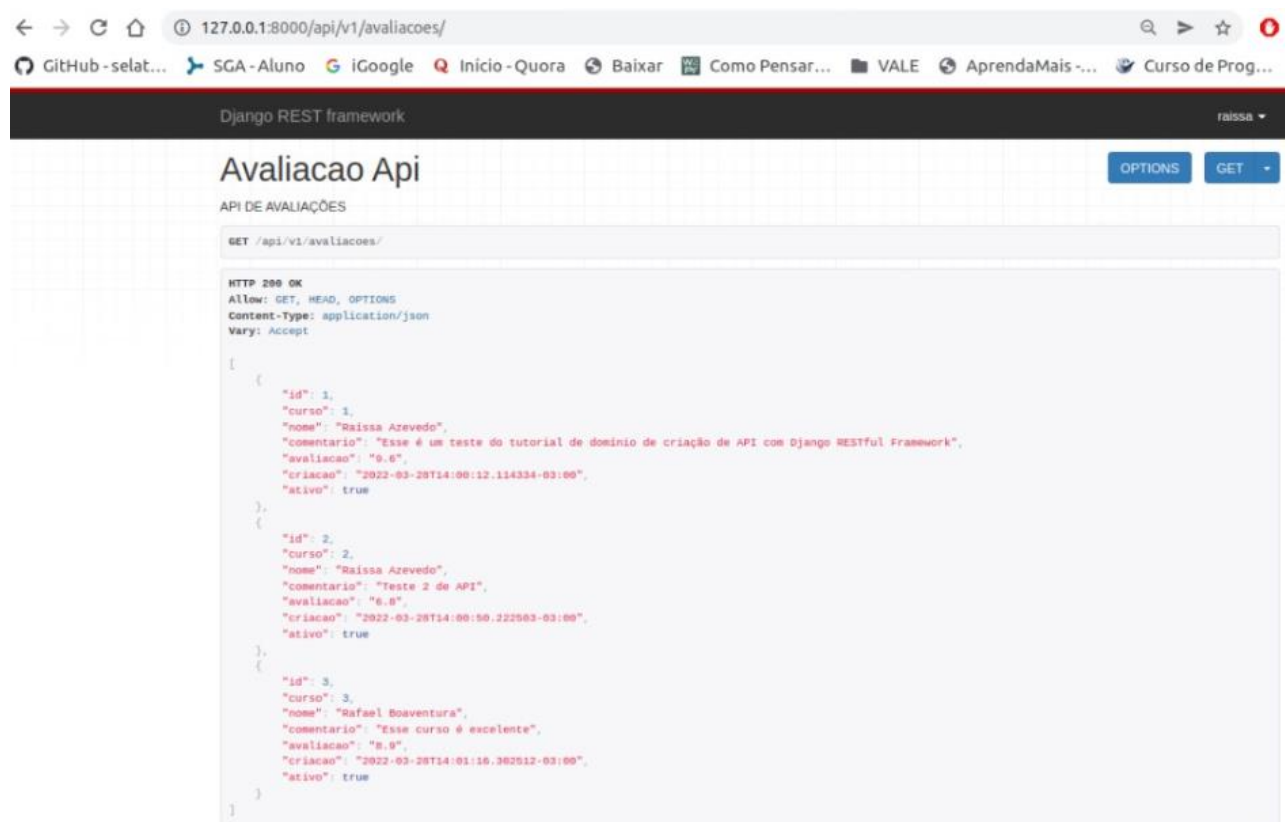 127.0.0.1:8000/api/v1/avaliacoes/
GitHub - selat... SGA - Aluno iGoogle Início - Quora Baixar Como Pensar... VALE AprendaMais -... Curso de Prog...
Django REST framework raissa
Avaliacao Api OPTIONS GET
API DE AVALIAÇÕES
GET /api/v1/avaliacoes/
HTTP 200 OK
Allow: GET, HEAD, OPTIONS
Content-Type: application/json
Vary: Accept
[
{
"id": 1,
"curso": 1,
"nome": "Raissa Azevedo",
"comentario": "Esse é um teste do tutorial de dominio de criação de API com Django RESTful Framework",
"avaliacao": "9.6",
"criacao": "2022-03-28T14:00:12.114334-03:00",
"ativo": true
},
{
"id": 2,
"curso": 2,
"nome": "Raissa Azevedo",
"comentario": "Teste 2 de API",
"avaliacao":
"criacao": "2022-03-28T14:00:50.222503-03:00",
"ativo": true
},
{
"id": 3,
"curso": 3,
"nome": "Rafael Boaventura",
"comentario": "Esse curso é excelente",
"avaliacao": "8.9",
"criacao": "2022-03-28T14:01:16.302512-03:00",
"ativo": true
}
]